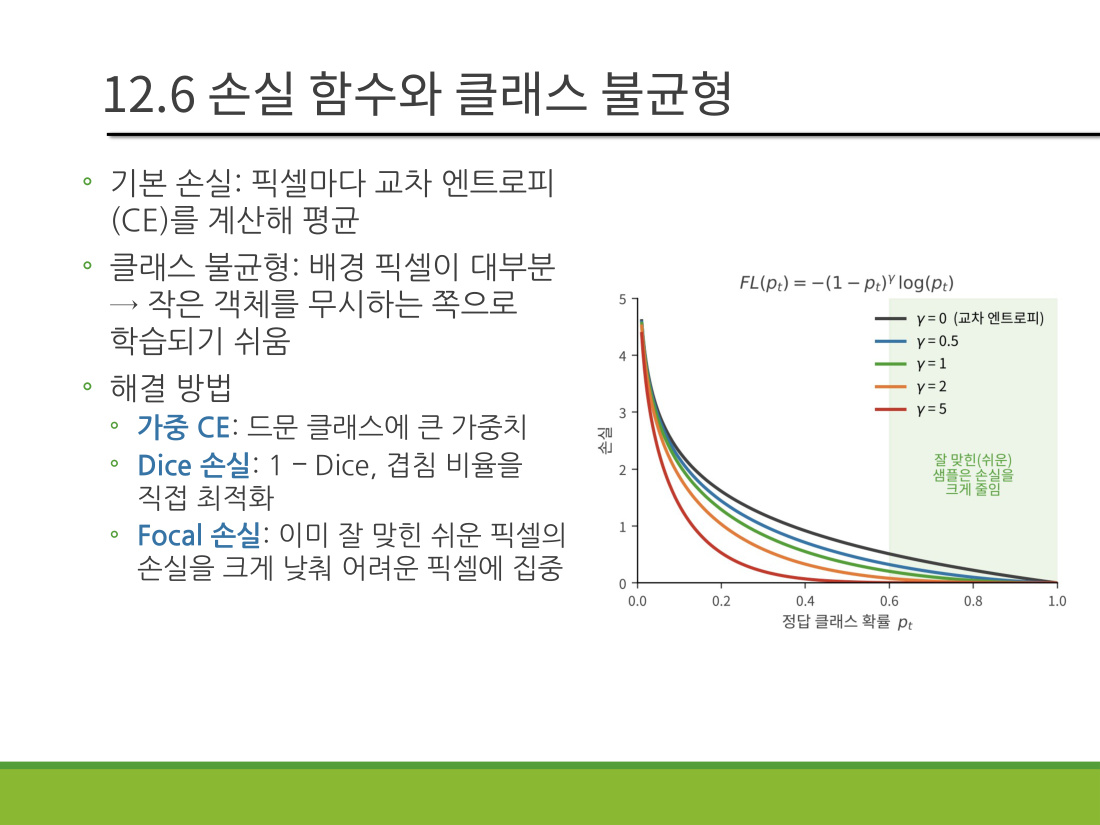 12.6 손실 함수와 클래스 불균형
◦ 기본 손실: 픽셀마다 교차 엔트로피
(CE)를 계산해 평균
◦ 클래스 불균형: 배경 픽셀이 대부분
→ 작은 객체를 무시하는 쪽으로
학습되기 쉬움
◦ 해결 방법
◦ 가중 CE: 드문 클래스에 큰 가중치
◦ Dice 손실: 1 – Dice, 겹침 비율을
직접 최적화
◦ Focal 손실: 이미 잘 맞힌 쉬운 픽셀의
손실을 크게 낮춰 어려운 픽셀에 집중
FL(pₜ) = −(1 − pₜ)^γ log(pₜ)
γ = 0 (교차 엔트로피)
γ = 0.5
γ = 1
γ = 2
γ = 5
잘 맞힌(쉬운)
샘플은 손실을
크게 줄임
손실
5
4
3
2
1
0
0.0 0.2 0.4 0.6 0.8 1.0
정답 클래스 확률 pₜ